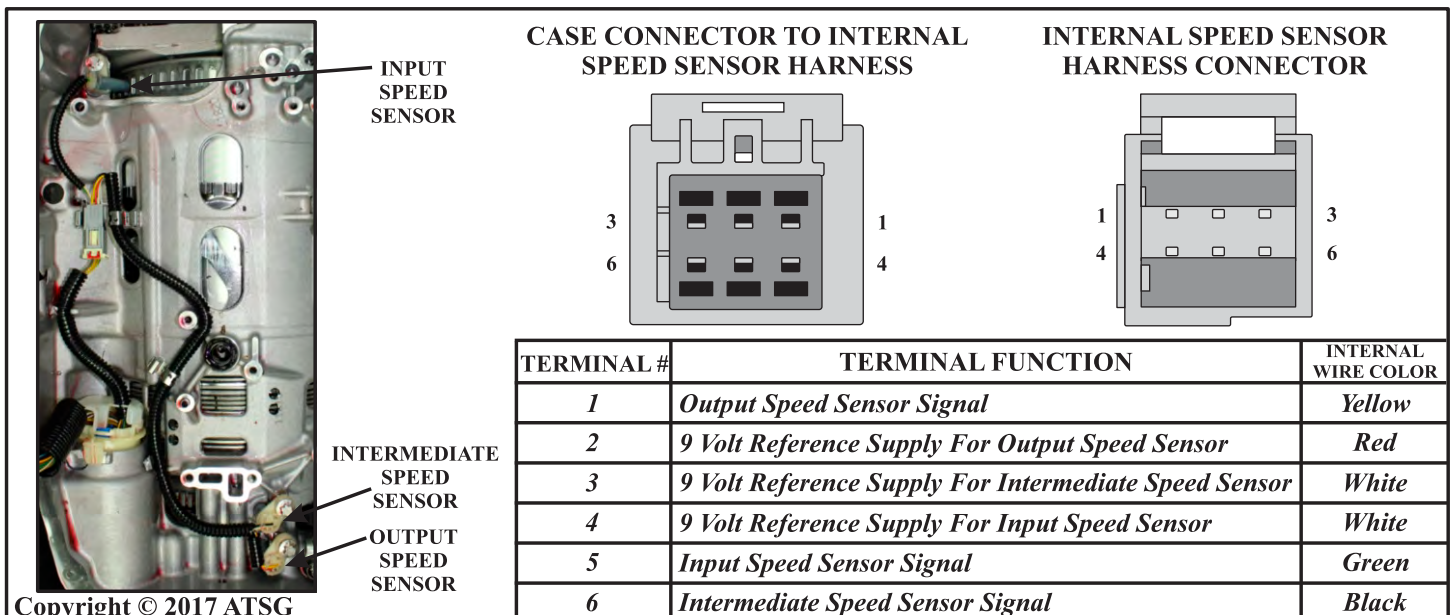 INPUT
SPEED
SENSOR
INTERMEDIATE
SPEED
SENSOR
OUTPUT
SPEED
SENSOR
Copyright © 2017 ATSG
CASE CONNECTOR TO INTERNAL
SPEED SENSOR HARNESS
3 1
6 4
INTERNAL SPEED SENSOR
HARNESS CONNECTOR
1 3
4 6
TERMINAL # TERMINAL FUNCTION INTERNAL
WIRE COLOR
1 Output Speed Sensor Signal Yellow
2 9 Volt Reference Supply For Output Speed Sensor Red
3 9 Volt Reference Supply For Intermediate Speed Sensor White
4 9 Volt Reference Supply For Input Speed Sensor White
5 Input Speed Sensor Signal Green
6 Intermediate Speed Sensor Signal Black